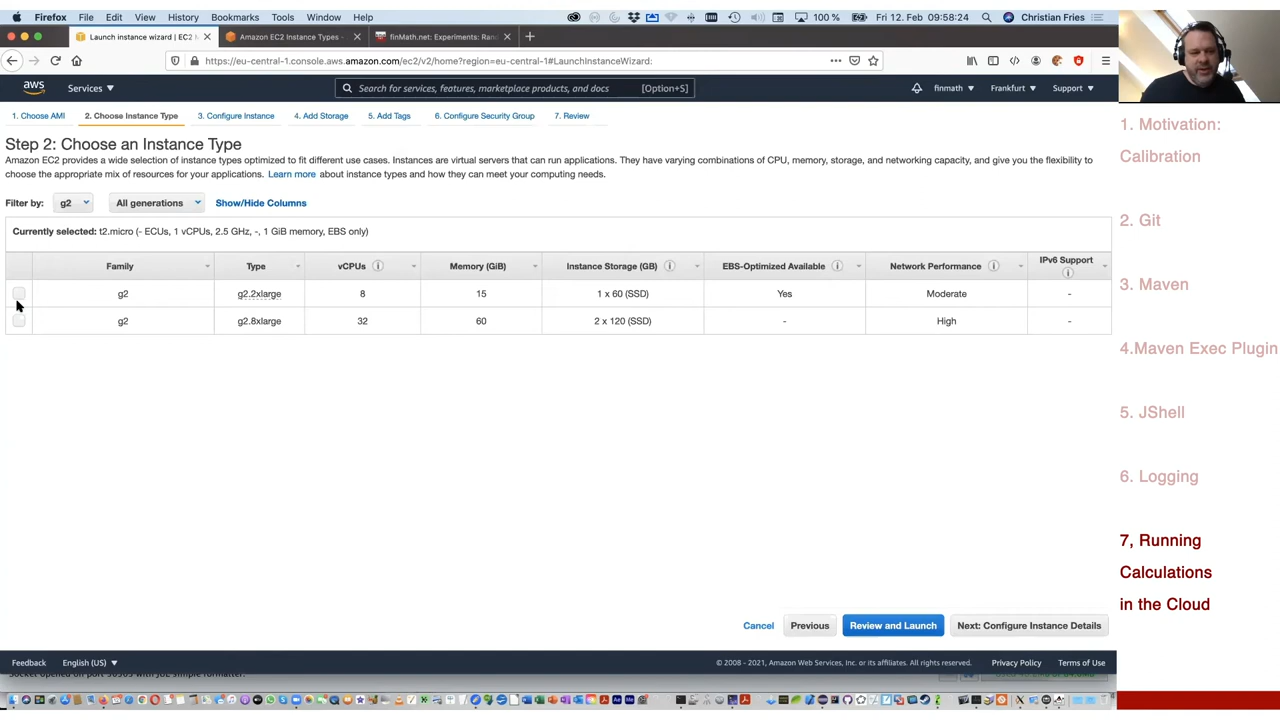 Firefox File Edit View History Bookmarks Tools Window Help 100 % Fri 12. Feb 09:58:24 Christian Fries
Launch instance wizard | EC2 M Amazon EC2 Instance Types - finMath.net: Experiments: Ran
https://eu-central-1.console.aws.amazon.com/ec2/v2/home?region=eu-central-1#LaunchInstanceWizard:
aws Services Search for services, features, marketplace products, and docs [Option+S] finmath Frankfurt Support
1. Choose AMI 2. Choose Instance Type 3. Configure Instance 4. Add Storage 5. Add Tags 6. Configure Security Group 7. Review
Step 2: Choose an Instance Type
Amazon EC2 provides a wide selection of instance types optimized to fit different use cases. Instances are virtual servers that can run applications. They have varying combinations of CPU, memory, storage, and networking capacity, and give you the flexibility to
choose the appropriate mix of resources for your applications. Learn more about instance types and how they can meet your computing needs.
Filter by: g2 All generations Show/Hide Columns
Currently selected: t2.micro (- ECUs, 1 vCPUs, 2.5 GHz, -, 1 GiB memory, EBS only)
Family Type vCPUs Memory (GiB) Instance Storage (GB) EBS-Optimized Available Network Performance IPv6 Support
g2 g2.2xlarge 8 15 1 x 60 (SSD) Yes Moderate -
g2 g2.8xlarge 32 60 2 x 120 (SSD) - High -
Cancel Previous Review and Launch Next: Configure Instance Details
Feedback English (US) © 2008 - 2021, Amazon Web Services, Inc. or its affiliates. All rights reserved. Privacy Policy Terms of Use
1. Motivation:
Calibration
2. Git
3. Maven
4.Maven Exec Plugin
5. JShell
6. Logging
7, Running
Calculations
in the Cloud